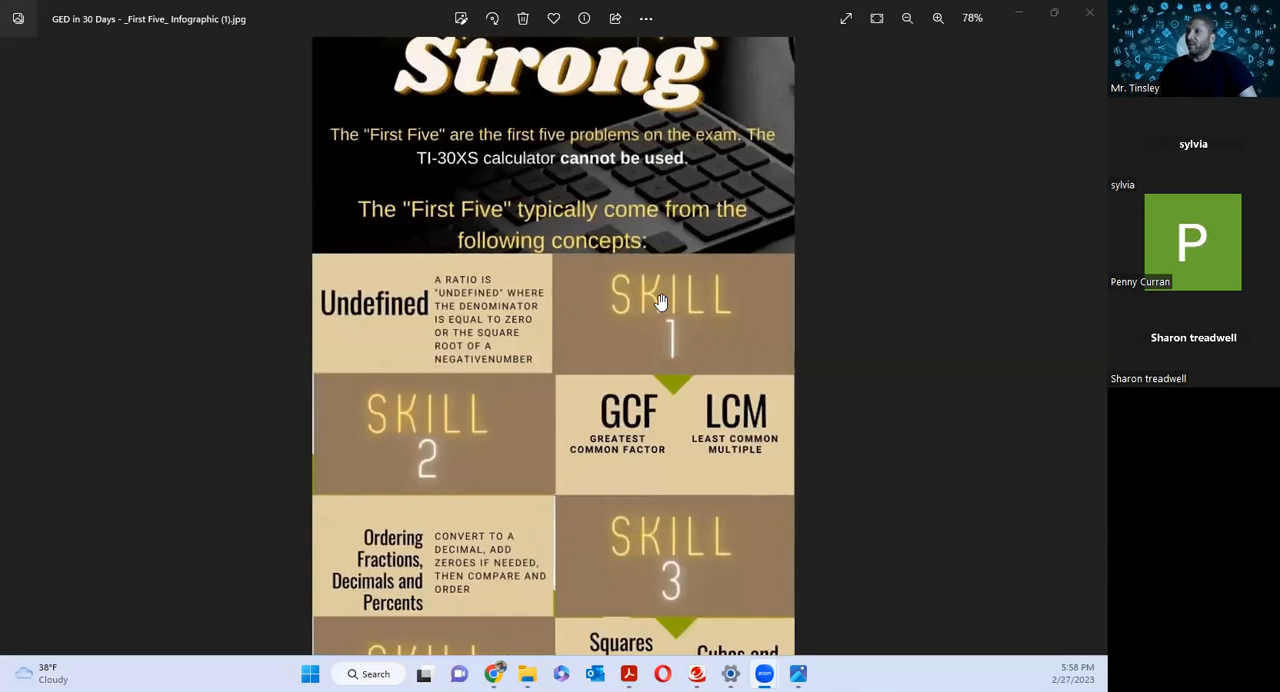 GED in 30 Days - _First Five_ Infographic (1).jpg
78%
Strong
The "First Five" are the first five problems on the exam. The
TI-30XS calculator cannot be used.
The "First Five" typically come from the
following concepts:
Undefined
A RATIO IS
"UNDEFINED" WHERE
THE DENOMINATOR
IS EQUAL TO ZERO
OR THE SQUARE
ROOT OF A
NEGATIVENUMBER
SKILL
1
SKILL
2
GCF
GREATEST
COMMON FACTOR
LCM
LEAST COMMON
MULTIPLE
Ordering
Fractions,
Decimals and
Percents
CONVERT TO A
DECIMAL, ADD
ZEROES IF NEEDED,
THEN COMPARE AND
ORDER
SKILL
3
SKILL
Squares
Cubes and
Mr. Tinsley
sylvia
sylvia
P
Penny Curran
Sharon treadwell
Sharon treadwell
38°F
Cloudy
Search
zoom
5:58 PM
2/27/2023